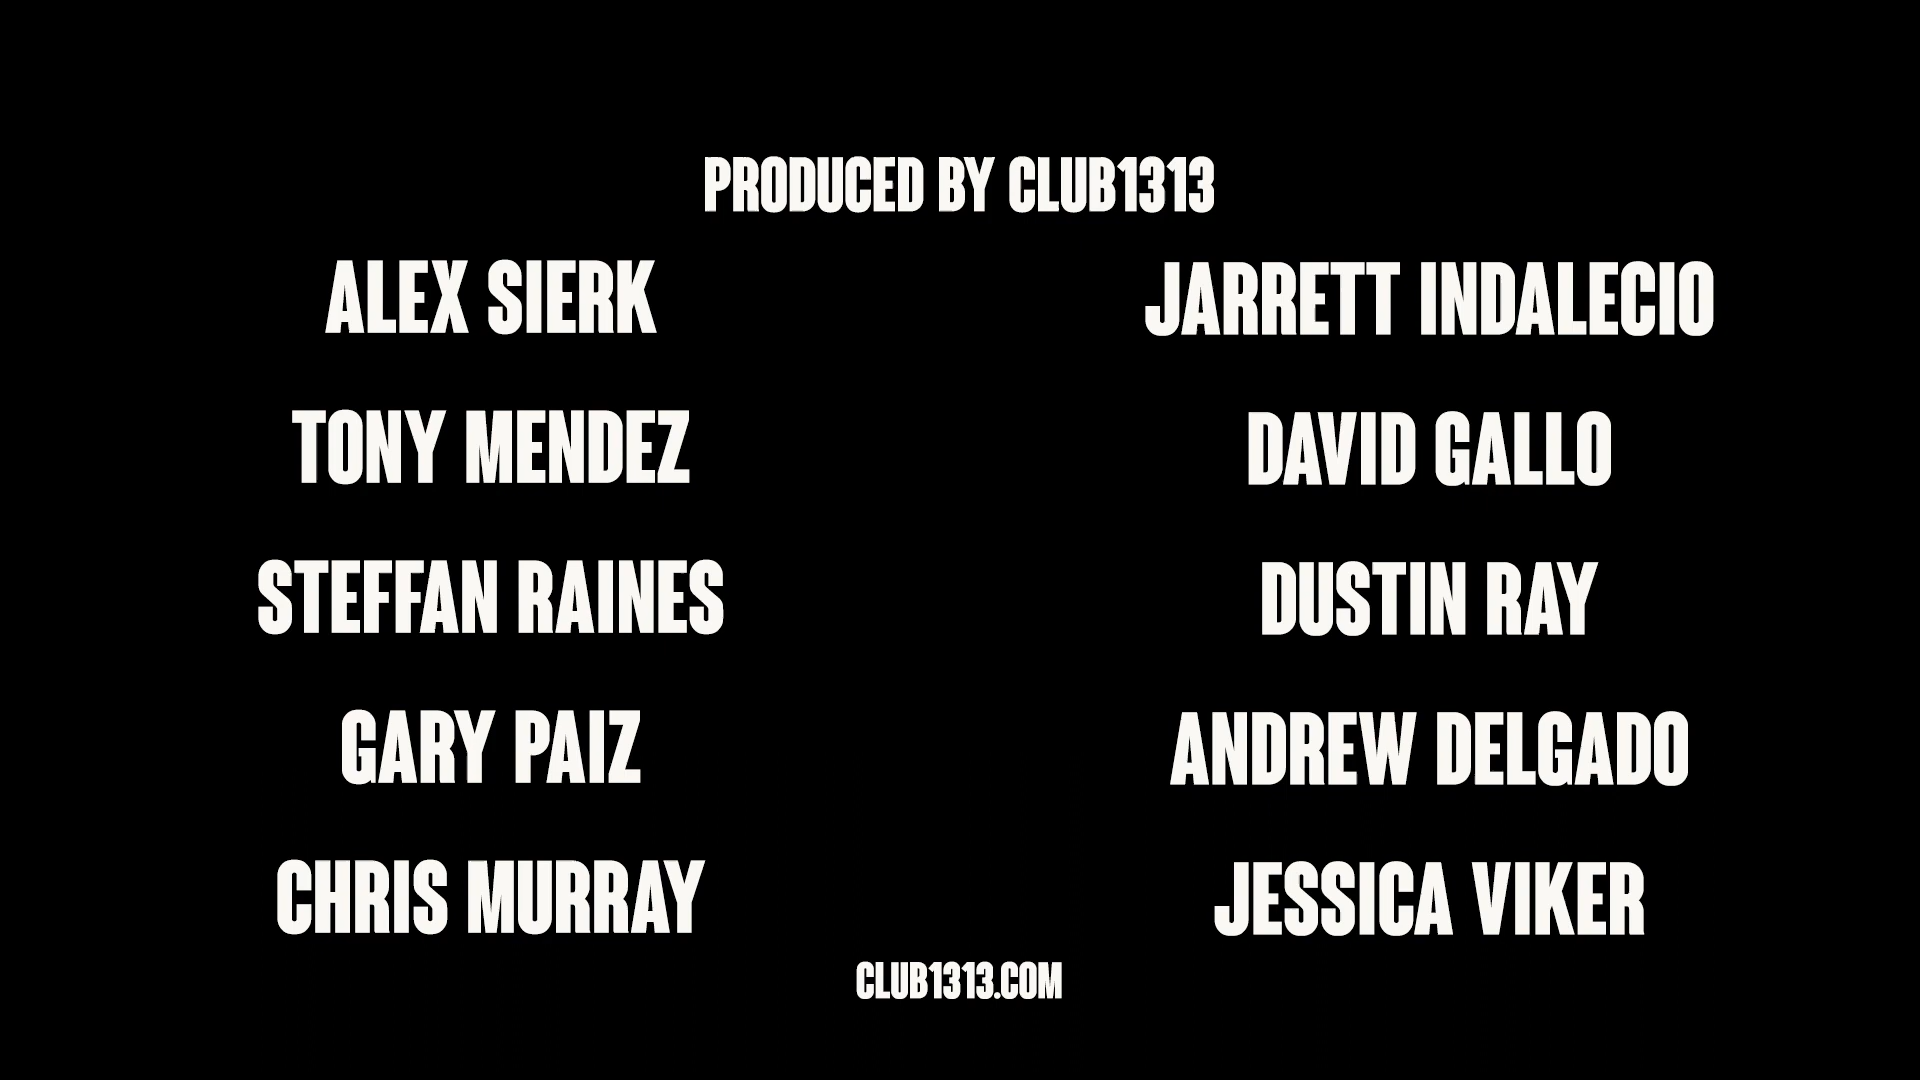 PRODUCED BY CLUB1313
ALEX SIERK
JARRETT INDALECIO
TONY MENDEZ
DAVID GALLO
STEFFAN RAINES
DUSTIN RAY
GARY PAIZ
ANDREW DELGADO
CHRIS MURRAY
JESSICA VIKER
CLUB1313.COM